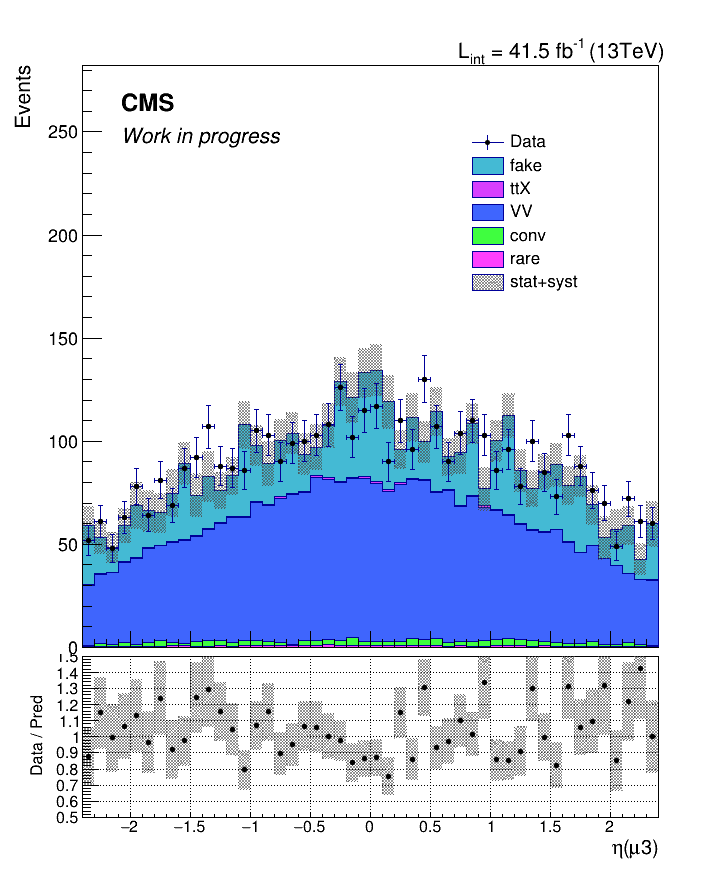 L_int = 41.5 fb^-1 (13TeV)
Events
CMS
Work in progress
Data
fake
ttX
VV
conv
rare
stat+syst
250
200
150
100
50
0
Data / Pred
1.5
1.4
1.3
1.2
1.1
1
0.9
0.8
0.7
0.6
0.5
−2 −1.5 −1 −0.5 0 0.5 1 1.5 2
η(μ3)